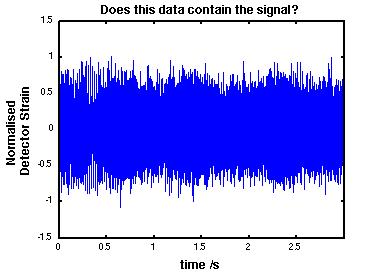 Does this data contain the signal?
1.5
1
0.5
0
-0.5
-1
-1.5
Normalised
Detector Strain
0 0.5 1 1.5 2 2.5
time /s